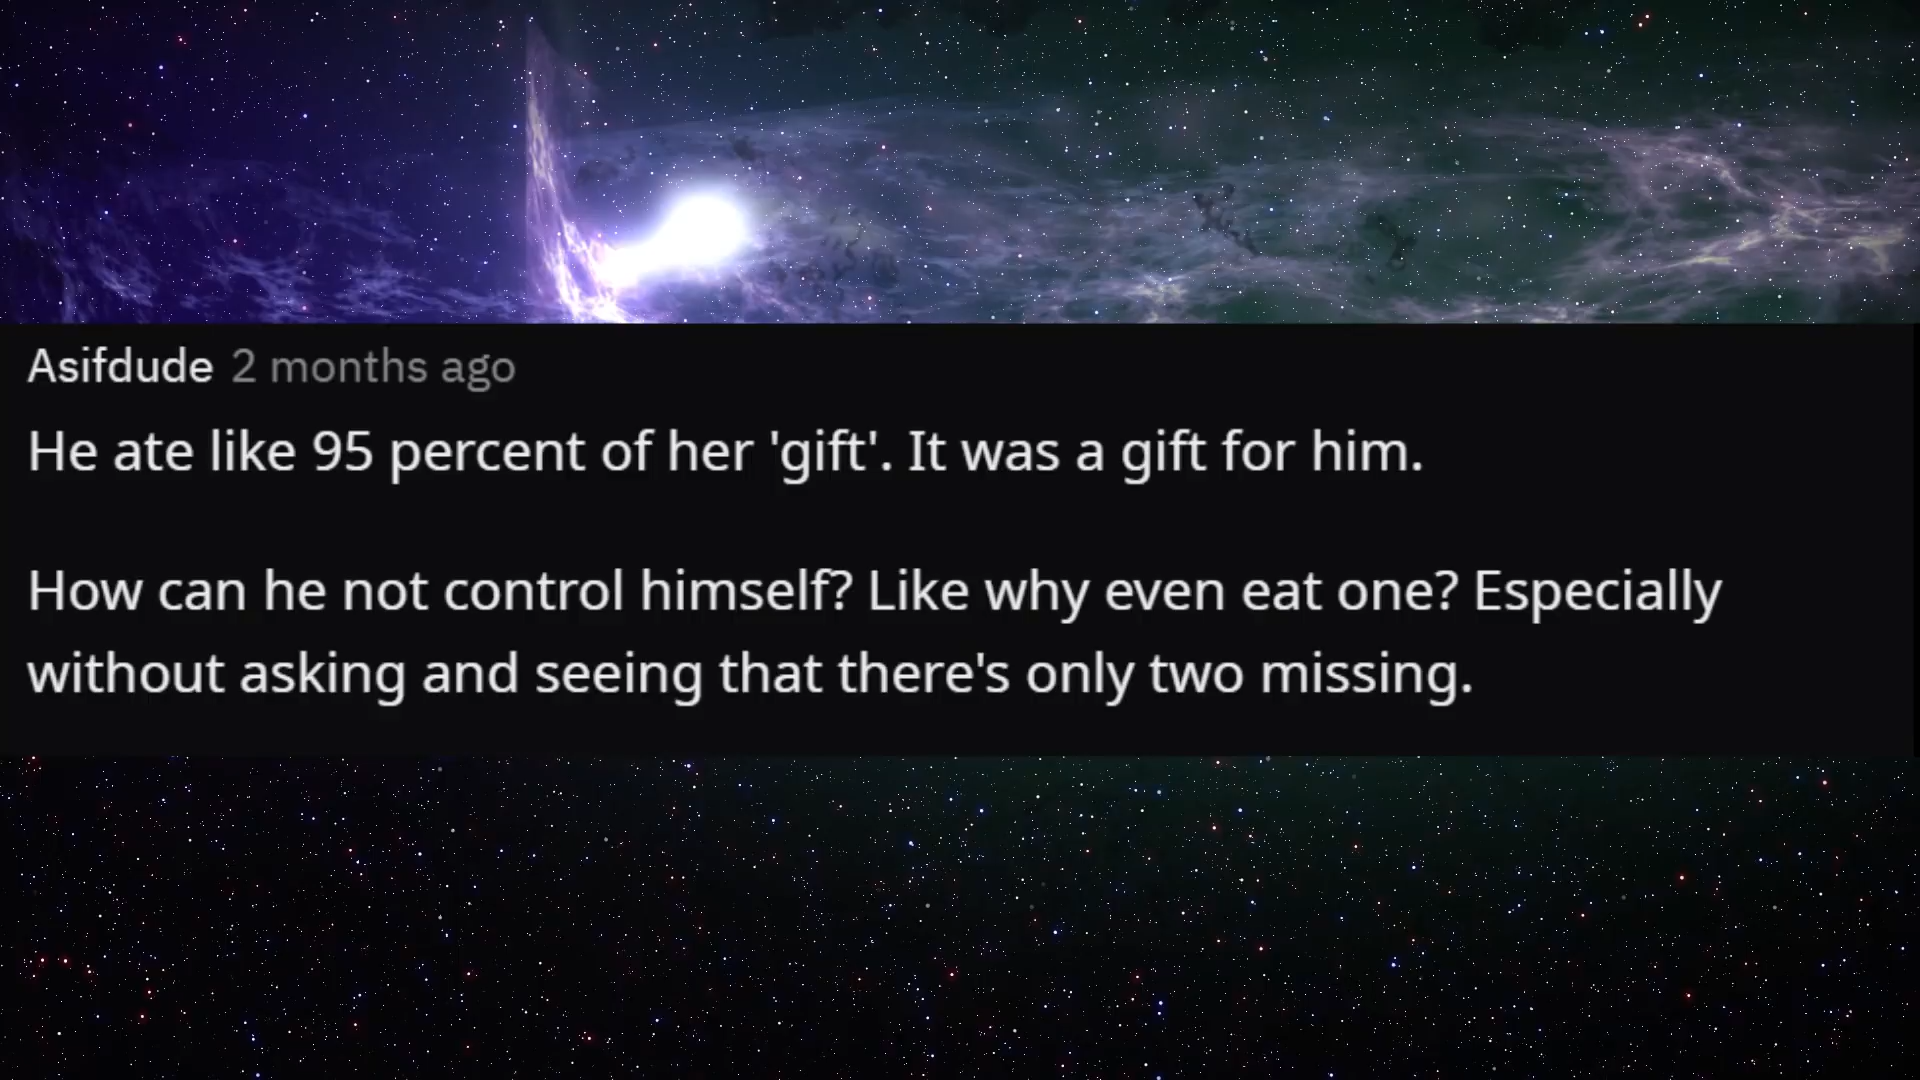 Asifdude 2 months ago
He ate like 95 percent of her 'gift'. It was a gift for him.
How can he not control himself? Like why even eat one? Especially
without asking and seeing that there's only two missing.